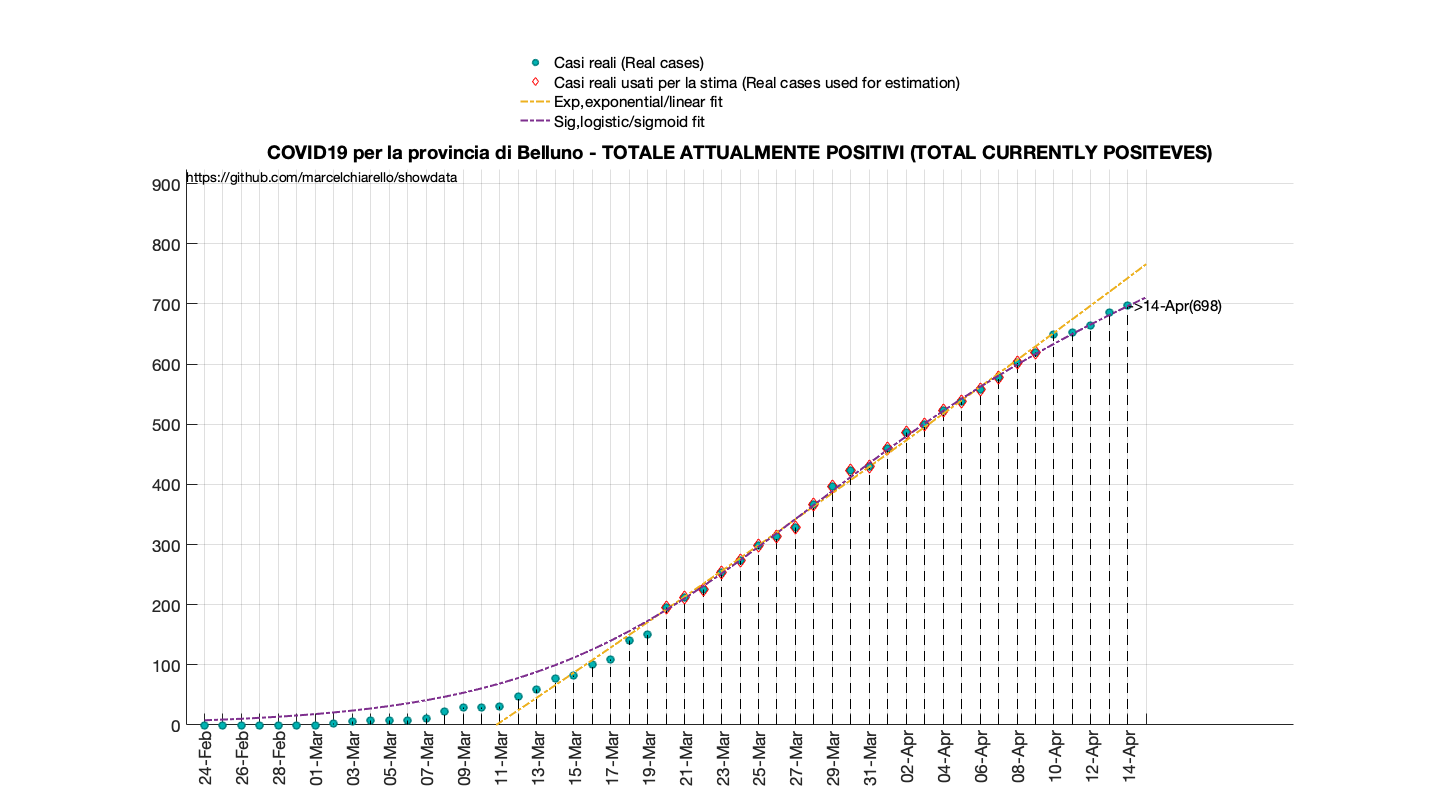 Casi reali (Real cases)
Casi reali usati per la stima (Real cases used for estimation)
Exp,exponential/linear fit
Sig,logistic/sigmoid fit
COVID19 per la provincia di Belluno - TOTALE ATTUALMENTE POSITIVI (TOTAL CURRENTLY POSITEVES)
https://github.com/marcelchiarello/showdata
900
800
700
600
500
400
300
200
100
0
>14-Apr(698)
24-Feb
26-Feb
28-Feb
01-Mar
03-Mar
05-Mar
07-Mar
09-Mar
11-Mar
13-Mar
15-Mar
17-Mar
19-Mar
21-Mar
23-Mar
25-Mar
27-Mar
29-Mar
31-Mar
02-Apr
04-Apr
06-Apr
08-Apr
10-Apr
12-Apr
14-Apr